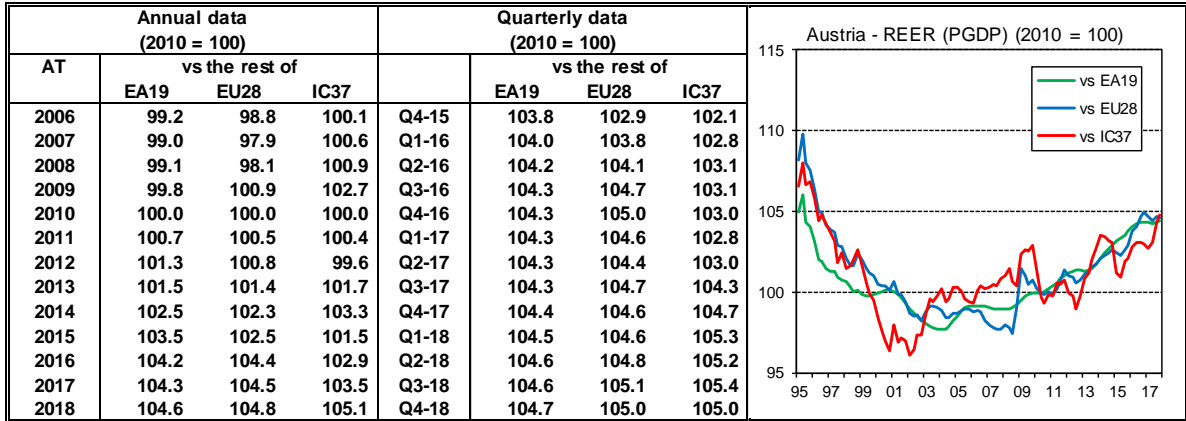 Annual data
(2010 = 100)
Quarterly data
(2010 = 100)
AT vs the rest of vs the rest of
EA19 EU28 IC37 EA19 EU28 IC37
2006 99.2 98.8 100.1 Q4-15 103.8 102.9 102.1
2007 99.0 97.9 100.6 Q1-16 104.0 103.8 102.8
2008 99.1 98.1 100.9 Q2-16 104.2 104.1 103.1
2009 99.8 100.9 102.7 Q3-16 104.3 104.7 103.1
2010 100.0 100.0 100.0 Q4-16 104.3 105.0 103.0
2011 100.7 100.5 100.4 Q1-17 104.3 104.6 102.8
2012 101.3 100.8 99.6 Q2-17 104.3 104.4 103.0
2013 101.5 101.4 101.7 Q3-17 104.3 104.7 104.3
2014 102.5 102.3 103.3 Q4-17 104.4 104.6 104.7
2015 103.5 102.5 101.5 Q1-18 104.5 104.6 105.3
2016 104.2 104.4 102.9 Q2-18 104.6 104.8 105.2
2017 104.3 104.5 103.5 Q3-18 104.6 105.1 105.4
2018 104.6 104.8 105.1 Q4-18 104.7 105.0 105.0
Austria - REER (PGDP) (2010 = 100)
115
vs EA19
vs EU28
vs IC37
110
105
100
95
95 97 99 01 03 05 07 09 11 13 15 17